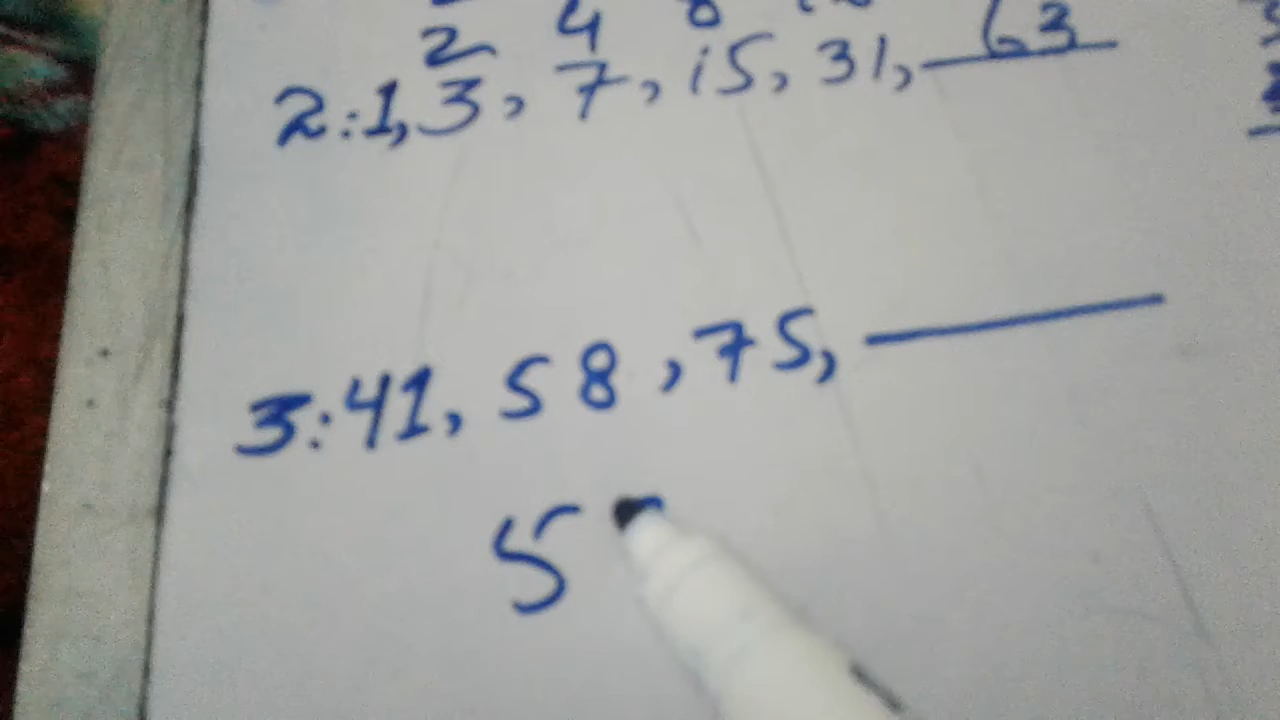 2 4 8
2:1, 3, 7, 15, 31, 63
3:41, 58, 75,
5